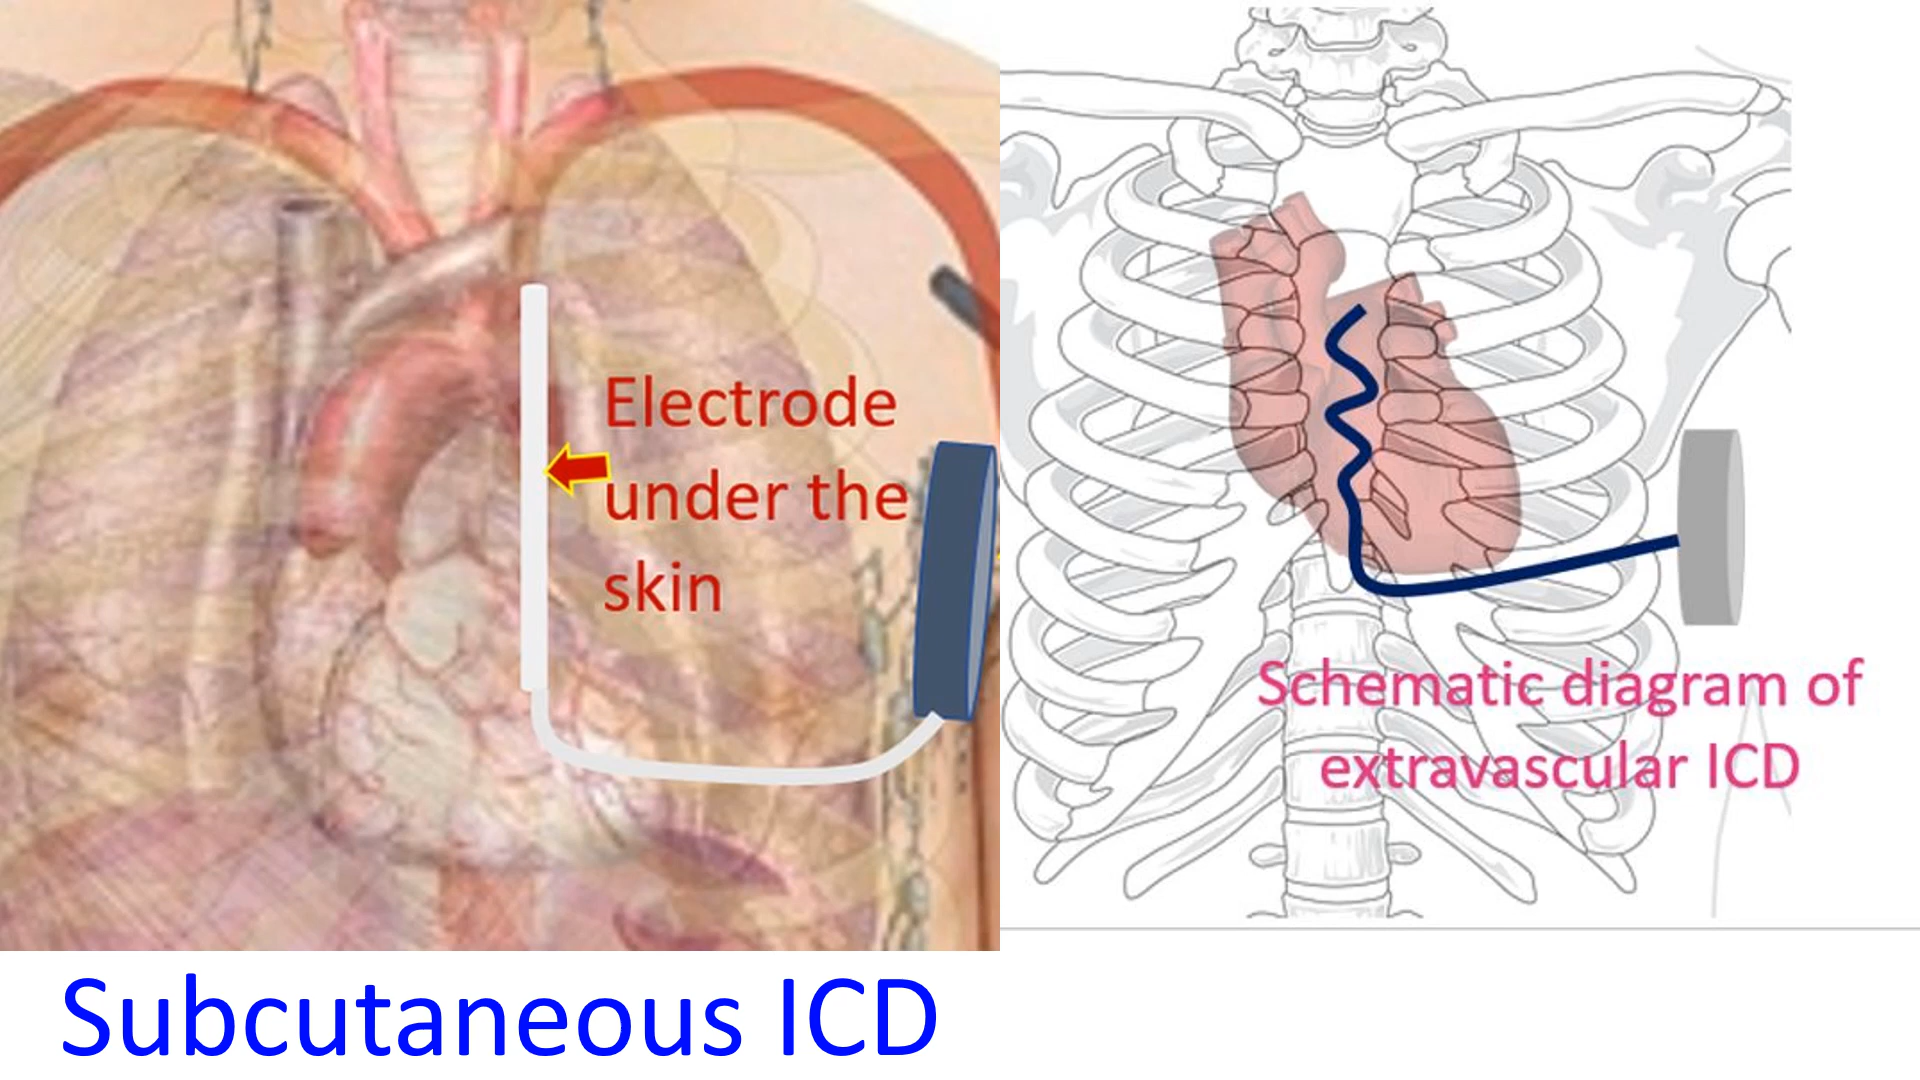 Electrode
under the
skin
Subcutaneous ICD
Schematic diagram of
extravascular ICD